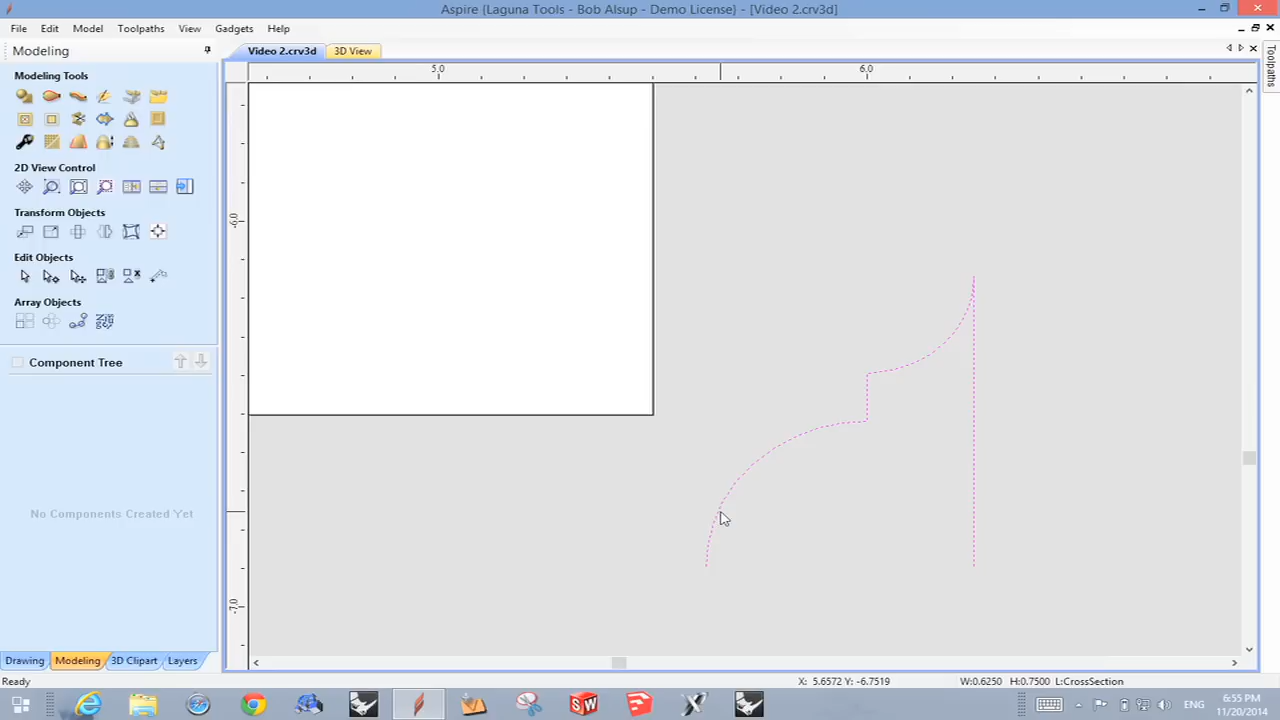 Aspire {Laguna Tools - Bob Alsup - Demo License} - [Video 2.crv3d]
File Edit Model Toolpaths View Gadgets Help
Modeling
Video 2.crv3d 3D View
Toolpaths
5.0 6.0
Modeling Tools
2D View Control
Transform Objects
-6.0
Edit Objects
Array Objects
Component Tree
No Components Created Yet
-7.0
Drawing Modeling 3D Clipart Layers
Ready X: 5.6572 Y: -6.7519 W:0.6250 H:0.7500 L:CrossSection
ENG 6:55 PM
11/20/2014